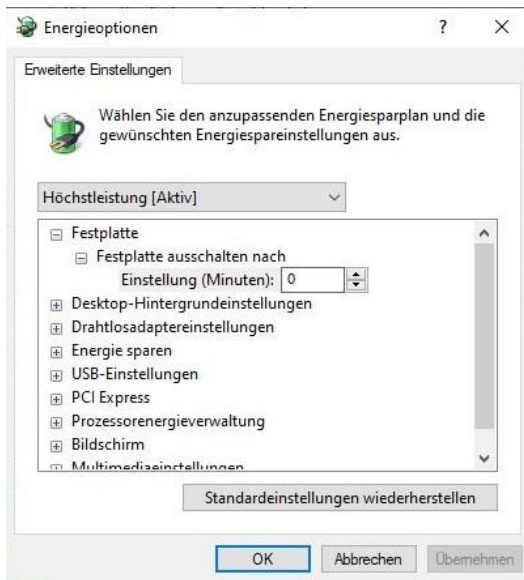 Energieoptionen
Erweiterte Einstellungen
Wählen Sie den anzupassenden Energiesparplan und die
gewünschten Energiespareinstellungen aus.
Höchstleistung [Aktiv]
Festplatte
Festplatte ausschalten nach
Einstellung (Minuten): 0
Desktop-Hintergrundeinstellungen
Drahtlosadaptereinstellungen
Energie sparen
USB-Einstellungen
PCI Express
Prozessorenergieverwaltung
Bildschirm
Multimediaeinstellungen
Standardeinstellungen wiederherstellen
OK Abbrechen Übernehmen